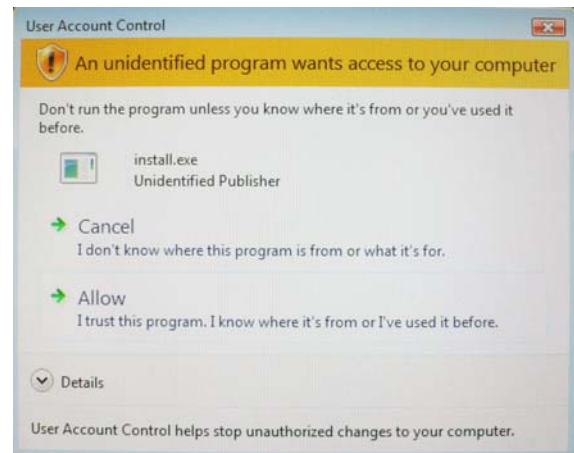 User Account Control
An unidentified program wants access to your computer
Don't run the program unless you know where it's from or you've used it
before.
install.exe
Unidentified Publisher
Cancel
I don't know where this program is from or what it's for.
Allow
I trust this program. I know where it's from or I've used it before.
Details
User Account Control helps stop unauthorized changes to your computer.